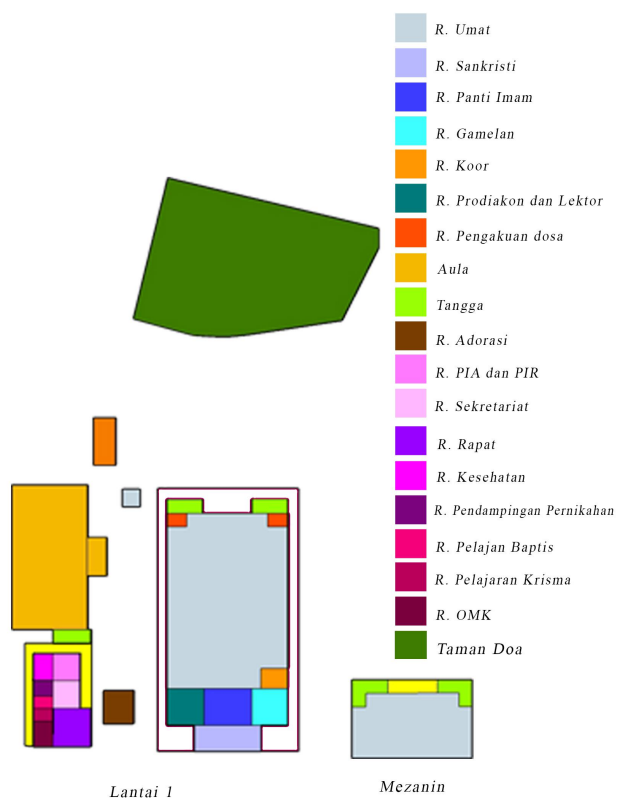 R. Umat
R. Sankristi
R. Panti Imam
R. Gamelan
R. Koor
R. Prodiakon dan Lektor
R. Pengakuan dosa
Aula
Tangga
R. Adorasi
R. PIA dan PIR
R. Sekretariat
R. Rapat
R. Kesehatan
R. Pendampingan Pernikahan
R. Pelajan Baptis
R. Pelajaran Krisma
R. OMK
Taman Doa
Lantai 1
Mezanin